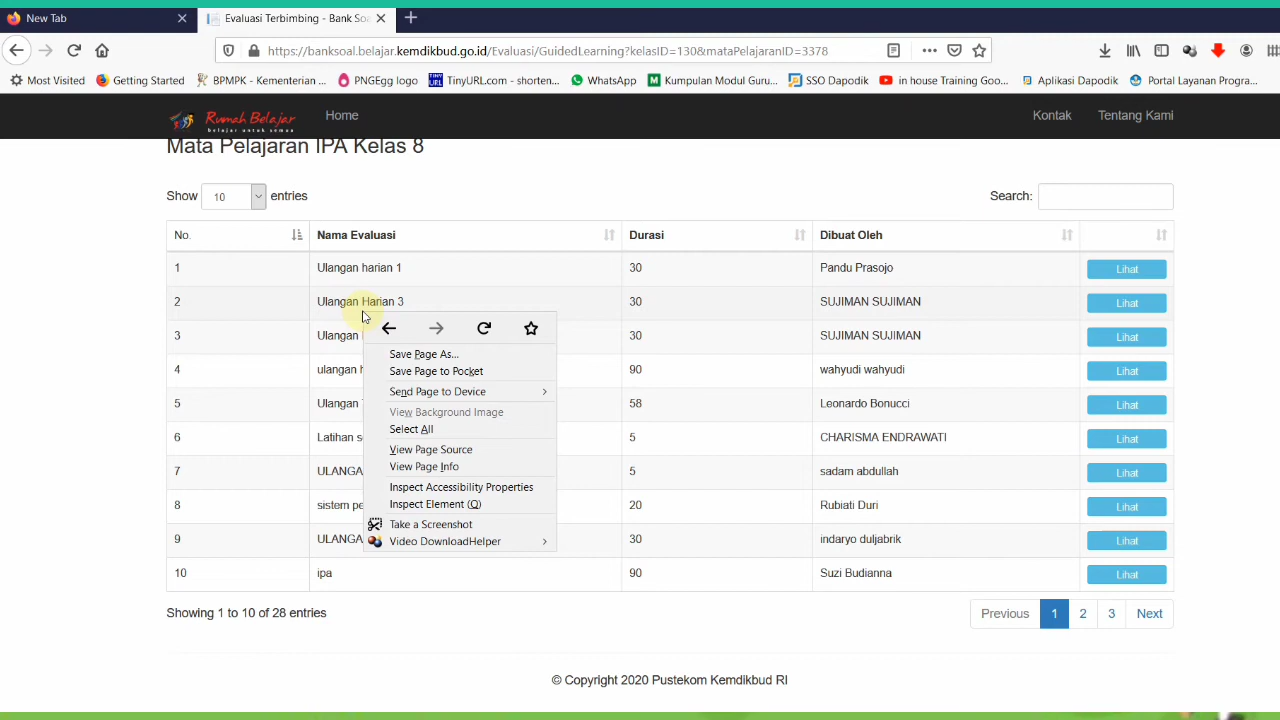 New Tab
Evaluasi Terbimbing - Bank Soa
https://banksoal.belajar.kemdikbud.go.id/Evaluasi/GuidedLearning?kelasID=130&mataPelajaranID=3378
Most Visited
Getting Started
BPMPK - Kementerian ...
PNGEgg logo
TINY URL
TinyURL.com - shorten...
WhatsApp
M
Kumpulan Modul Guru...
SSO Dapodik
in house Training Goo...
Aplikasi Dapodik
Portal Layanan Progra...
Rumah Belajar
belajar untuk semua
Home
Kontak
Tentang Kami
Mata Pelajaran IPA Kelas 8
Show 10 entries
Search:
No. Nama Evaluasi Durasi Dibuat Oleh
1 Ulangan harian 1 30 Pandu Prasojo Lihat
2 Ulangan Harian 3 30 SUJIMAN SUJIMAN Lihat
3 Ulangan 30 SUJIMAN SUJIMAN Lihat
4 ulangan h 90 wahyudi wahyudi Lihat
5 Ulangan 58 Leonardo Bonucci Lihat
6 Latihan s 5 CHARISMA ENDRAWATI Lihat
7 ULANGA 5 sadam abdullah Lihat
8 sistem pe 20 Rubiati Duri Lihat
9 ULANGA 30 indaryo duljabrik Lihat
10 ipa 90 Suzi Budianna Lihat
Save Page As...
Save Page to Pocket
Send Page to Device
View Background Image
Select All
View Page Source
View Page Info
Inspect Accessibility Properties
Inspect Element (Q)
Take a Screenshot
Video DownloadHelper
Showing 1 to 10 of 28 entries
Previous 1 2 3 Next
© Copyright 2020 Pustekom Kemdikbud RI